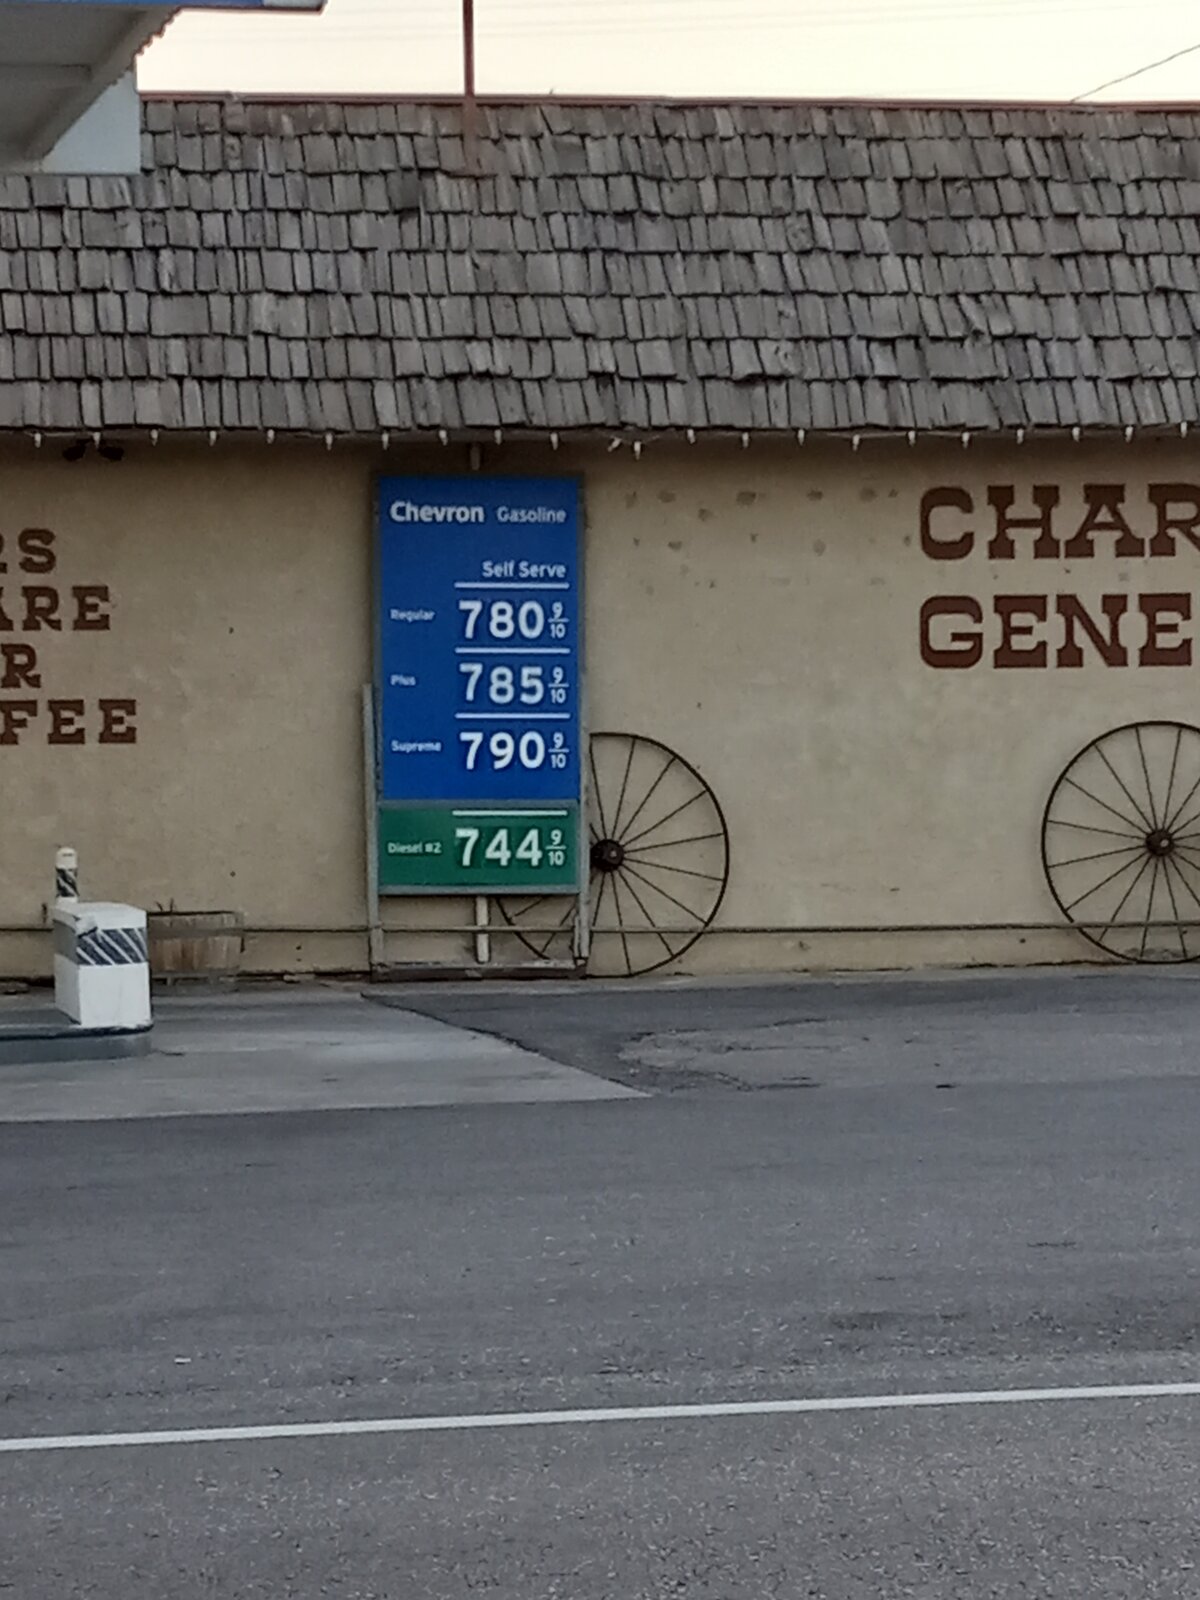 RS
ARE
R
FEE
Chevron Gasoline
Self Serve
Regular 780 9/10
Plus 785 9/10
Supreme 790 9/10
Diesel #2 744 9/10
CHAR
GENE